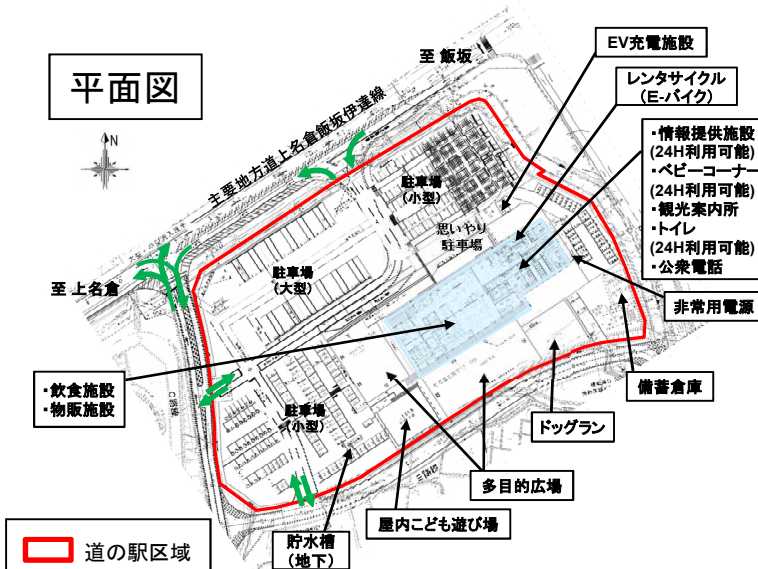 平面図
N
至 飯坂
主要地方道上名倉飯坂伊達線
EV充電施設
レンタサイクル
(E-バイク)
・情報提供施設
(24H利用可能)
・ベビーコーナー
(24H利用可能)
・観光案内所
・トイレ
(24H利用可能)
・公衆電話
駐車場
(小型)
思いやり
駐車場
駐車場
(大型)
至 上名倉
非常用電源
・飲食施設
・物販施設
駐車場
(小型)
備蓄倉庫
ドッグラン
多目的広場
屋内こども遊び場
貯水槽
(地下)
道の駅区域